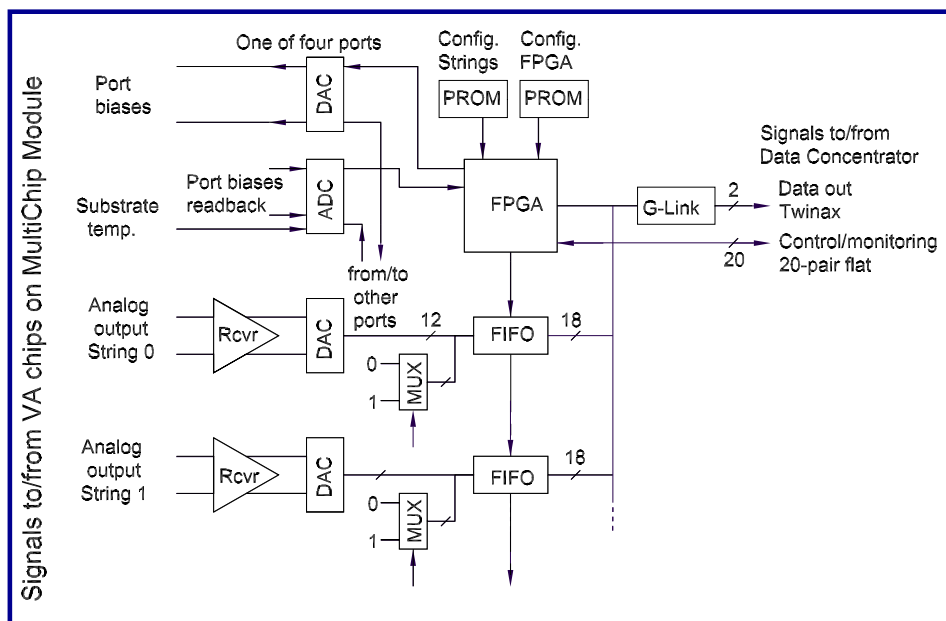 Signals to/from VA chips on MultiChip Module
One of four ports
Port
biases
DAC
Config.
Strings
PROM
Config.
FPGA
PROM
Port biases
readback
Substrate
temp.
ADC
FPGA
Signals to/from
Data Concentrator
G-Link
2
Data out
Twinax
20
Control/monitoring
20-pair flat
from/to
other
ports
Analog
output
String 0
Rcvr
DAC
12
0
1
MUX
FIFO
18
Analog
output
String 1
Rcvr
DAC
0
1
MUX
FIFO
18